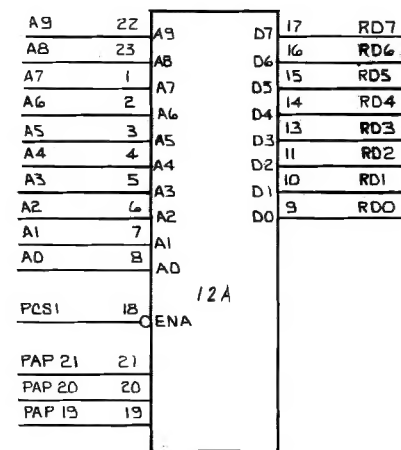 A9 22 A9 D7 17 RD7
A8 23 A8 D6 16 RD6
A7 1 A7 D5 15 RD5
A6 2 A6 D4 14 RD4
A5 3 A5 D3 13 RD3
A4 4 A4 D2 11 RD2
A3 5 A3 D1 10 RD1
A2 6 A2 D0 9 RD0
A1 7 A1
A0 8 A0
12A
PCS1 18 ENA
PAP 21 21
PAP 20 20
PAP 19 19